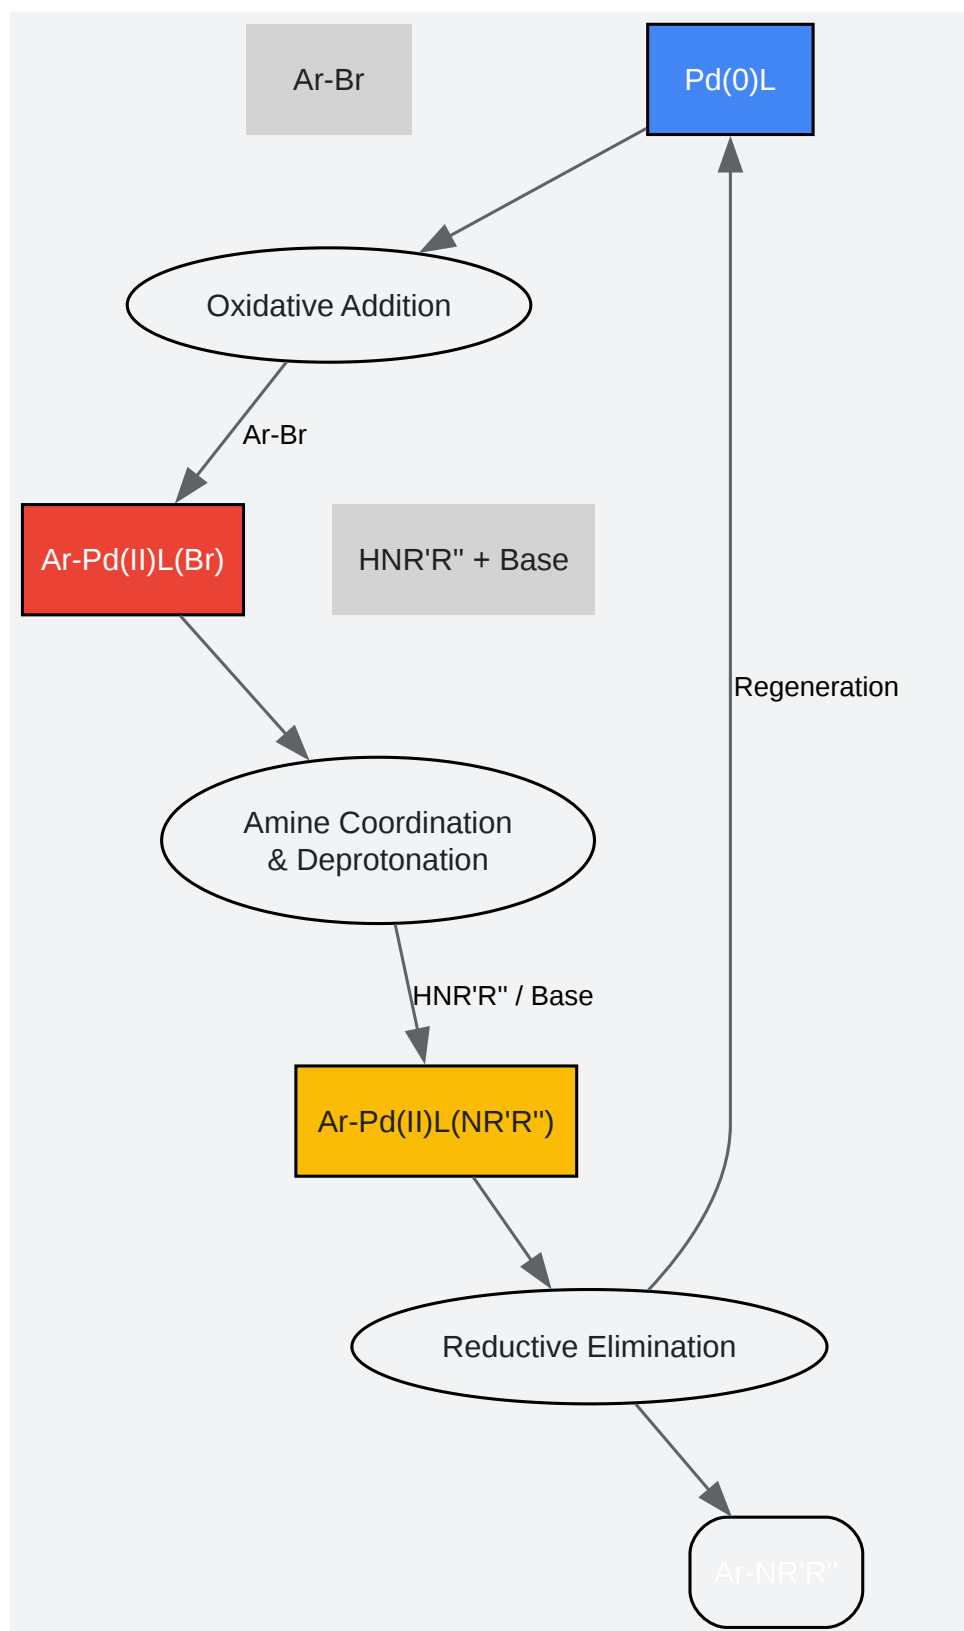 Ar-Br
Pd(0)L
Oxidative Addition
Ar-Br
Ar-Pd(II)L(Br)
HNR'R'' + Base
Regeneration
Amine Coordination
& Deprotonation
HNR'R'' / Base
Ar-Pd(II)L(NR'R'')
Reductive Elimination
Ar-NR'R''